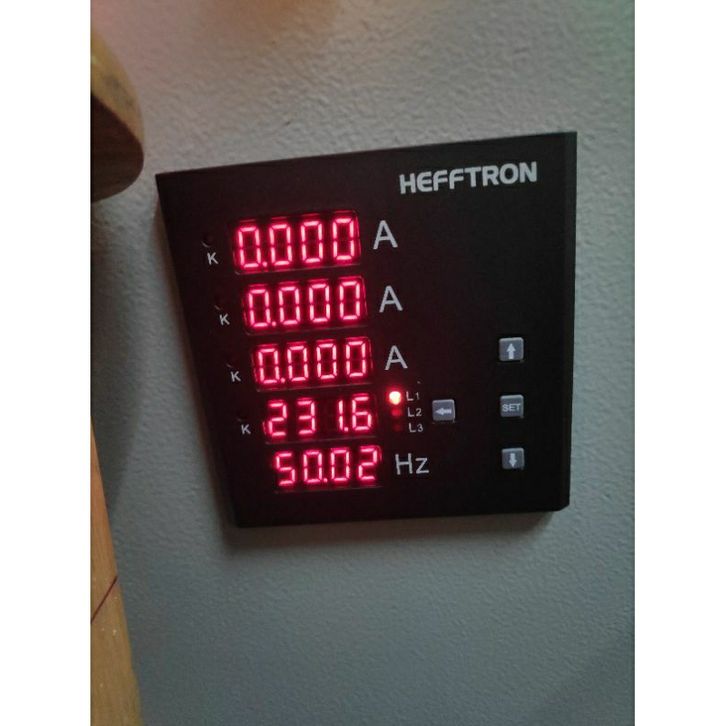 HEFFTRON
K 0.000 A
K 0.000 A
K 0.000 A
K 231.6 L1
L2
L3
50.02 Hz
SET